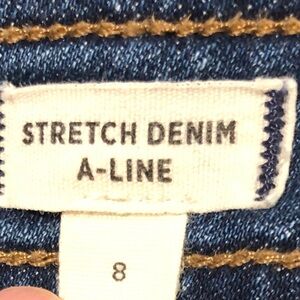 STRETCH DENIM
A-LINE
8